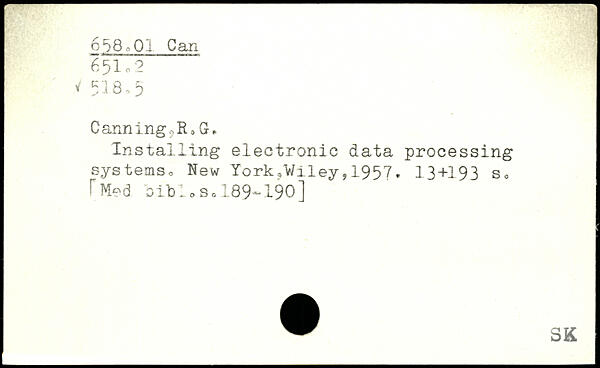 658.01 Can
651.2
√ 518.5
Canning,R.G.
Installing electronic data processing
systems. New York,Wiley,1957. 13+193 s.
[Med bibl.s.189-190]
SK